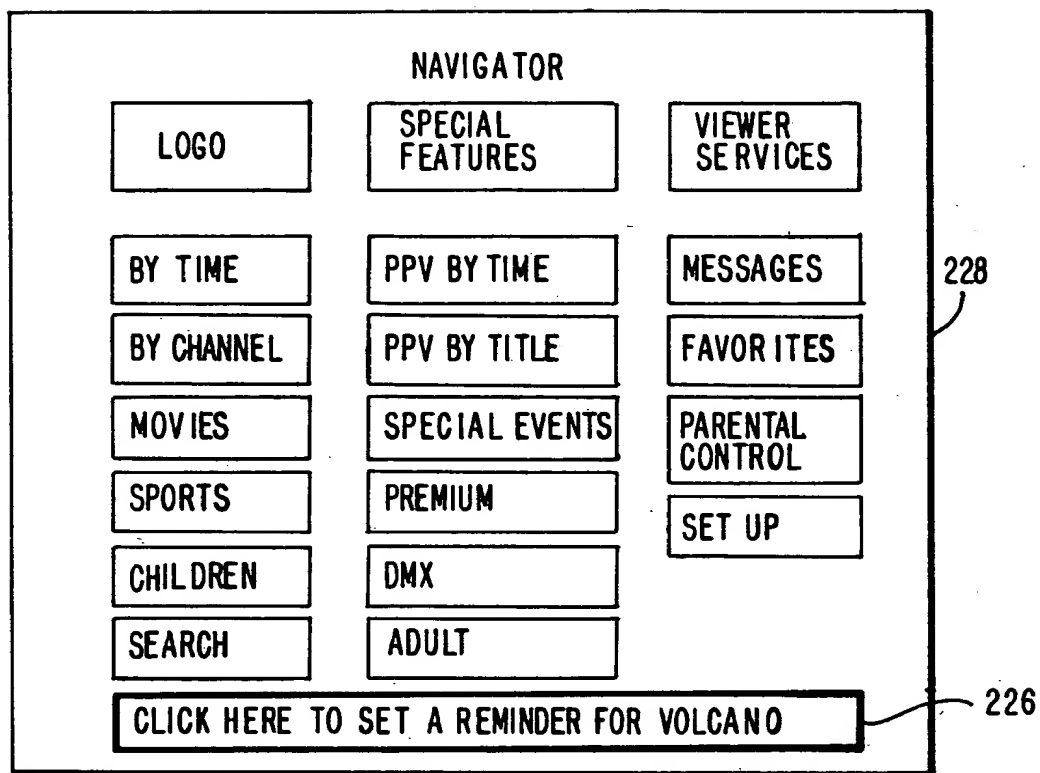 NAVIGATOR
LOGO
SPECIAL
FEATURES
VIEWER
SERVICES
BY TIME
PPV BY TIME
MESSAGES
228
BY CHANNEL
PPV BY TITLE
FAVORITES
MOVIES
SPECIAL EVENTS
PARENTAL
CONTROL
SPORTS
PREMIUM
SET UP
CHILDREN
DMX
SEARCH
ADULT
CLICK HERE TO SET A REMINDER FOR VOLCANO
226